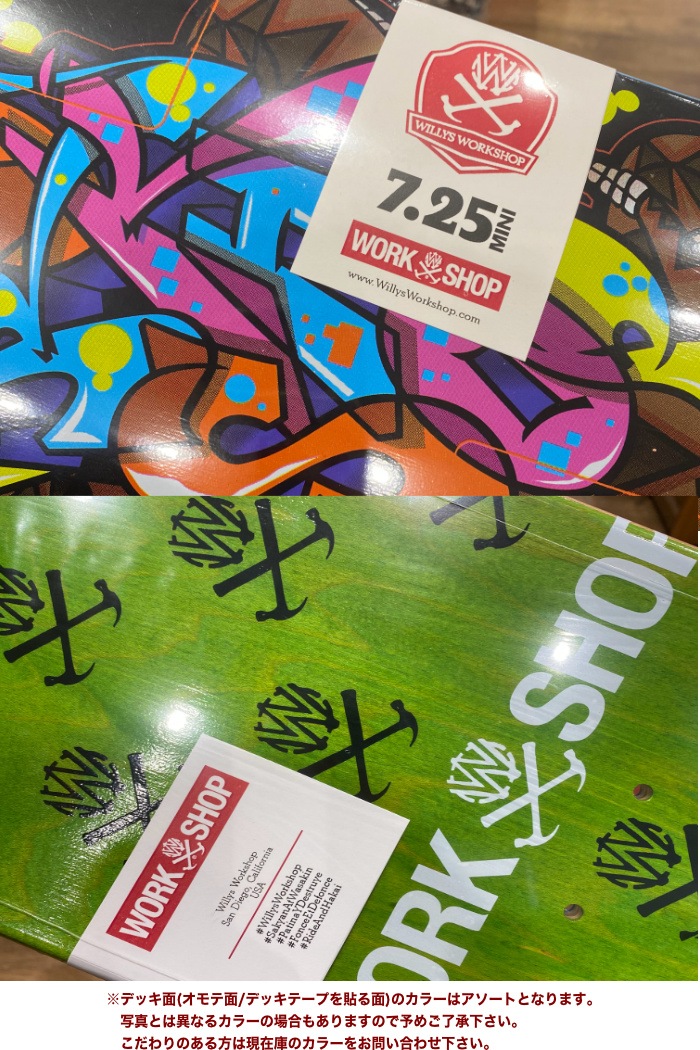 W
WILLYS WORKSHOP
7.25 MINI
WORK SHOP
www.WillysWorkshop.com
SHOP
WORK
WORK SHOP
Willys Workshop
San Diego, California
USA
#WillysWorkshop
#SakyanArWasakin
#PatinaYDestruye
#FonceEtDefonce
#RideAndHakai
※デッキ面(オモテ面/デッキテープを貼る面)のカラーはアソートとなります。
写真とは異なるカラーの場合もありますので予めご了承下さい。
こだわりのある方は現在庫のカラーをお問い合わせ下さい。